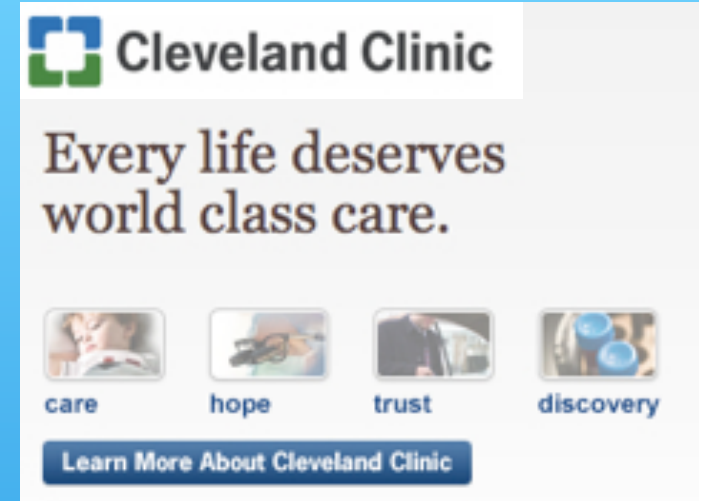 Cleveland Clinic
Every life deserves
world class care.
care hope trust discovery
Learn More About Cleveland Clinic